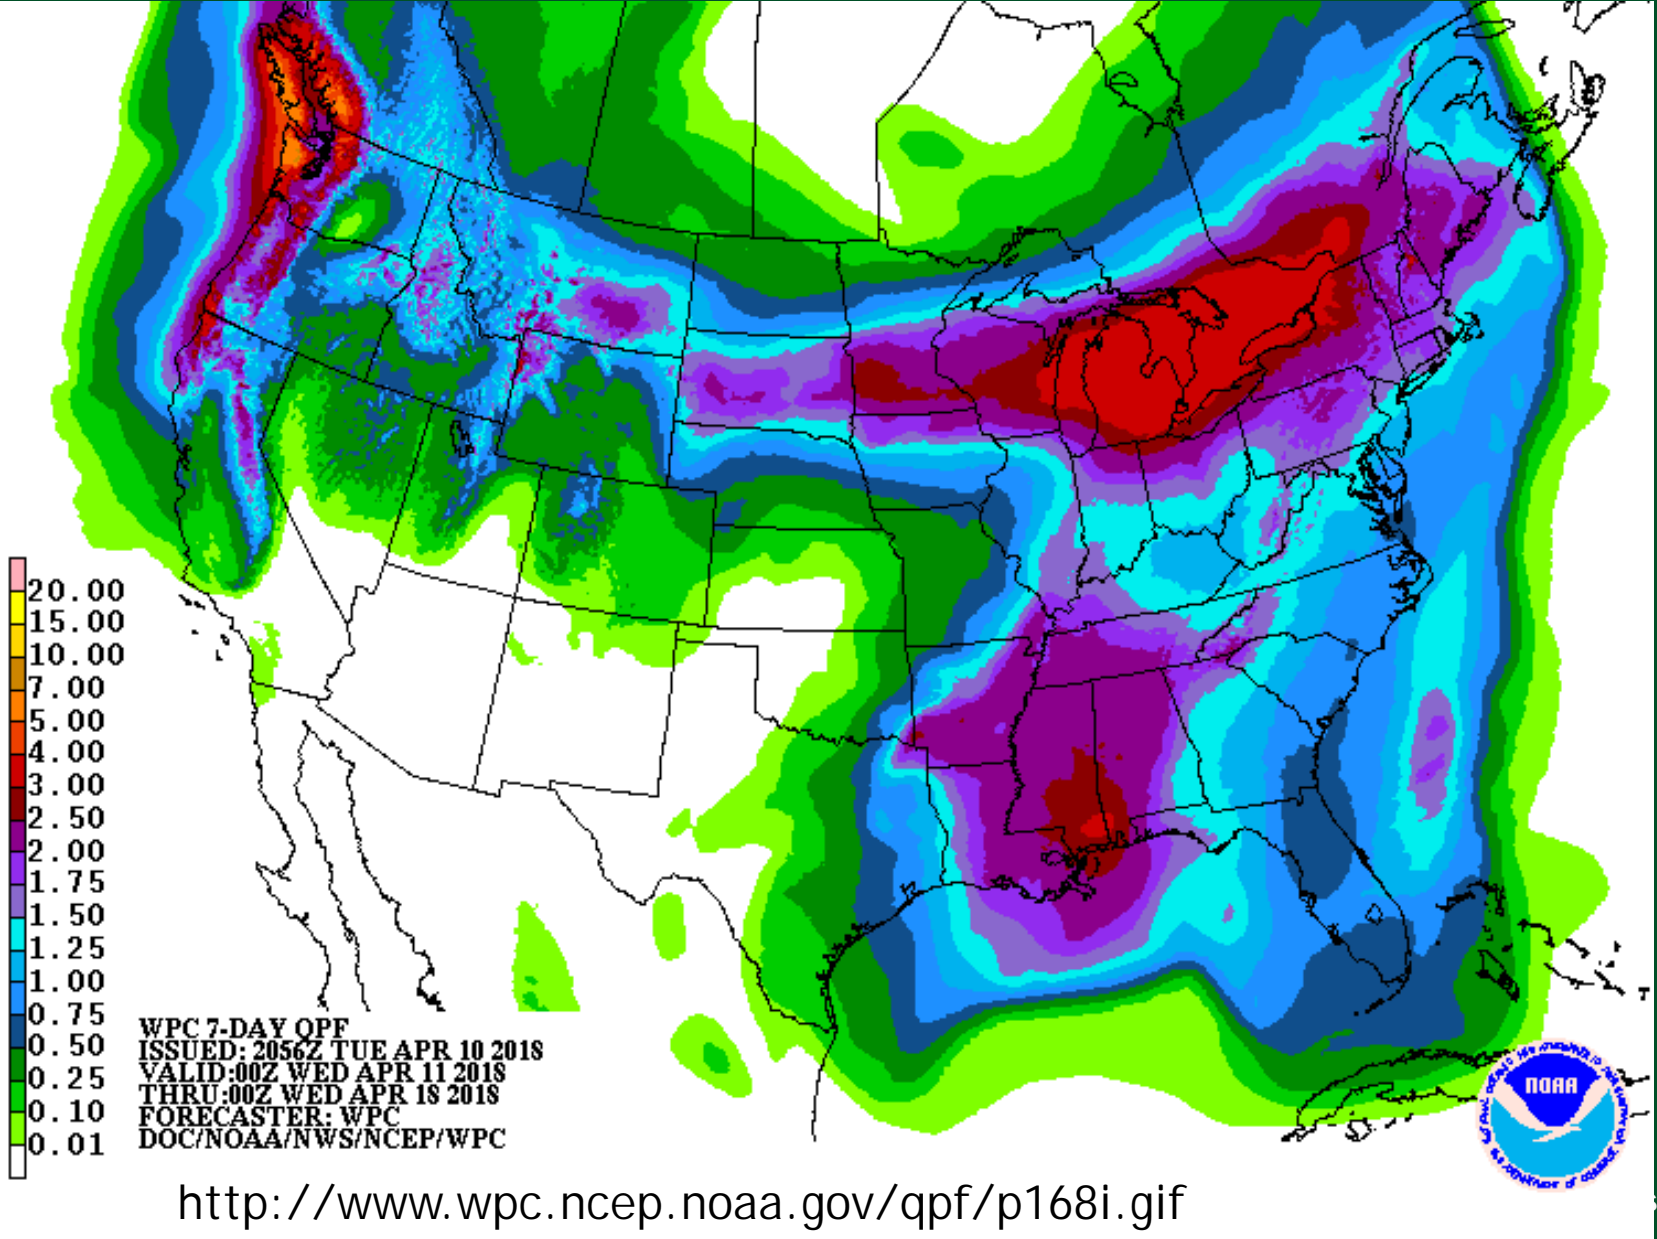 20.00
15.00
10.00
7.00
5.00
4.00
3.00
2.50
2.00
1.75
1.50
1.25
1.00
0.75
0.50
0.25
0.10
0.01
WPC 7-DAY QPF
ISSUED: 2056Z TUE APR 10 2018
VALID:00Z WED APR 11 2018
THRU:00Z WED APR 18 2018
FORECASTER: WPC
DOC/NOAA/NWS/NCEP/WPC
NOAA
http://www.wpc.ncep.noaa.gov/qpf/p168i.gif